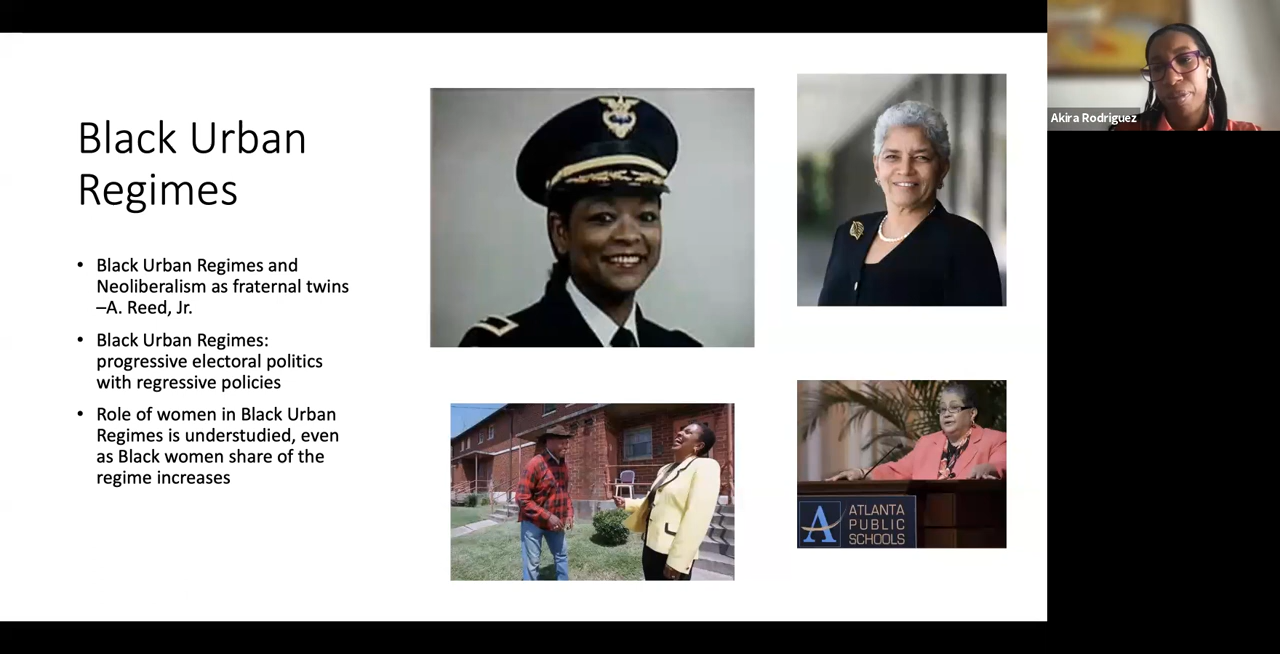 Black Urban
Regimes
• Black Urban Regimes and
Neoliberalism as fraternal twins
–A. Reed, Jr.
• Black Urban Regimes:
progressive electoral politics
with regressive policies
• Role of women in Black Urban
Regimes is understudied, even
as Black women share of the
regime increases
A
ATLANTA
PUBLIC
SCHOOLS
Akira Rodriguez